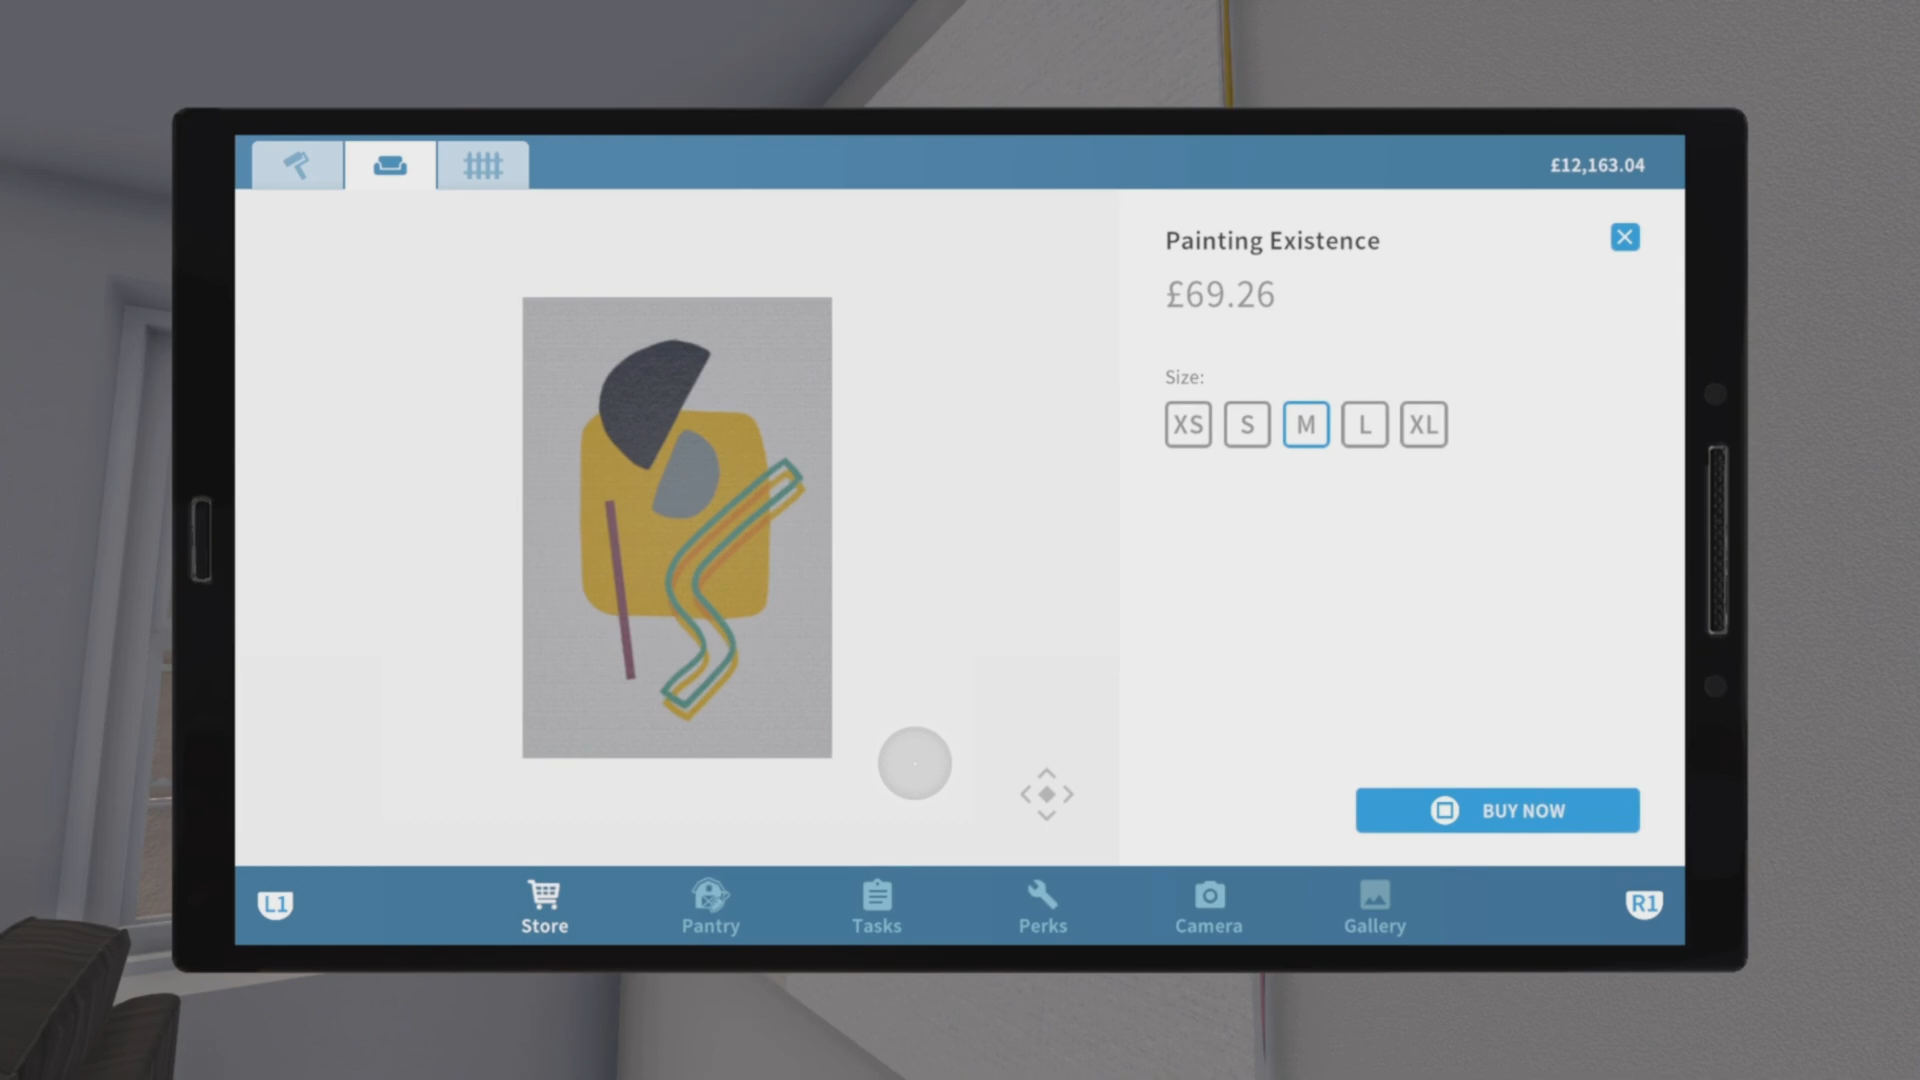 £12,163.04
Painting Existence
£69.26
Size:
XS S M L XL
BUY NOW
L1 Store Pantry Tasks Perks Camera Gallery R1